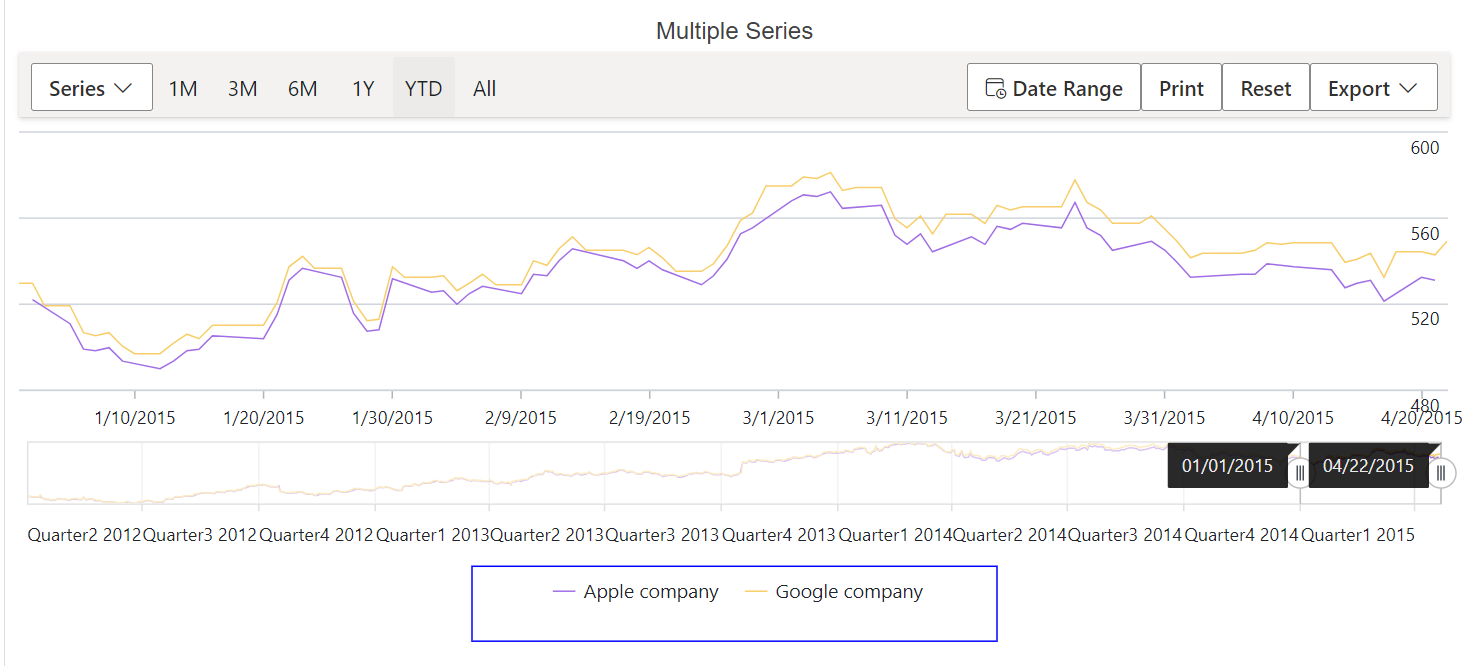 Multiple Series
Series 1M 3M 6M 1Y YTD All Date Range Print Reset Export
600
560
520
480
1/10/2015 1/20/2015 1/30/2015 2/9/2015 2/19/2015 3/1/2015 3/11/2015 3/21/2015 3/31/2015 4/10/2015 4/20/2015
01/01/2015 04/22/2015
Quarter2 2012 Quarter3 2012 Quarter4 2012 Quarter1 2013 Quarter2 2013 Quarter3 2013 Quarter4 2013 Quarter1 2014 Quarter2 2014 Quarter3 2014 Quarter4 2014 Quarter1 2015
Apple company Google company